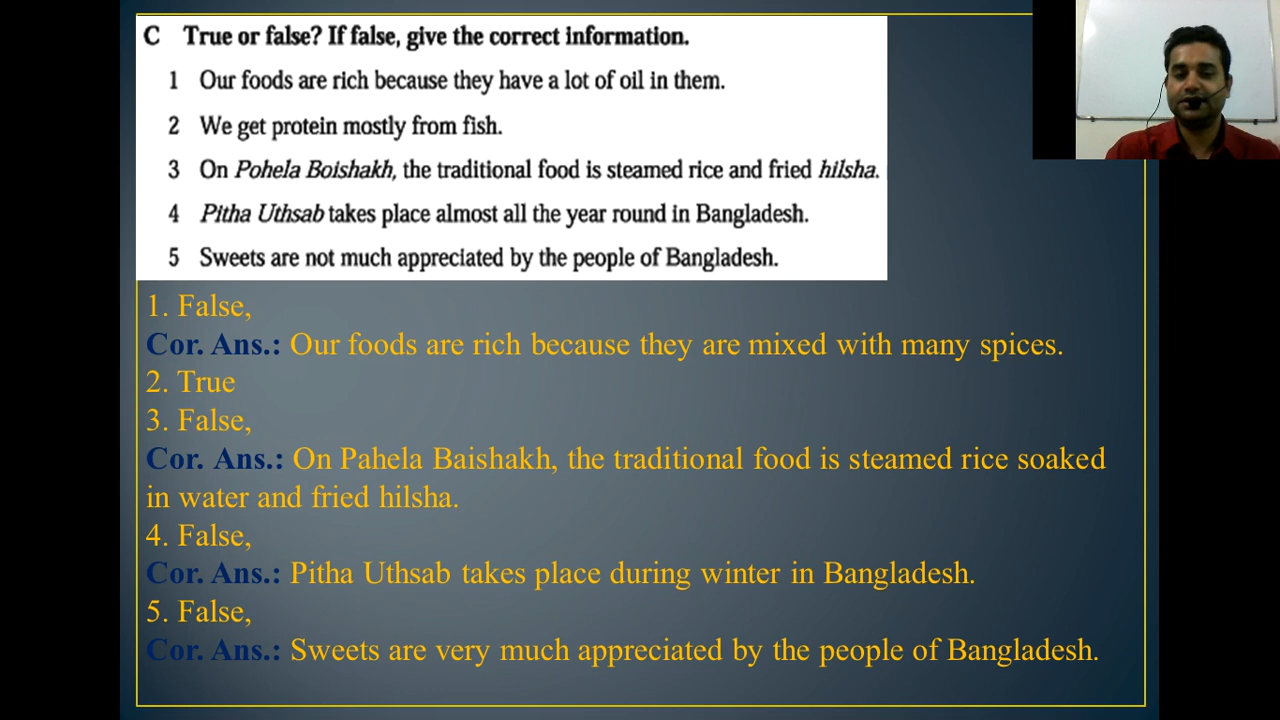 C True or false? If false, give the correct information.
1 Our foods are rich because they have a lot of oil in them.
2 We get protein mostly from fish.
3 On Pohela Boishakh, the traditional food is steamed rice and fried hilsha.
4 Pitha Uthsab takes place almost all the year round in Bangladesh.
5 Sweets are not much appreciated by the people of Bangladesh.
1. False,
Cor. Ans.: Our foods are rich because they are mixed with many spices.
2. True
3. False,
Cor. Ans.: On Pahela Baishakh, the traditional food is steamed rice soaked
in water and fried hilsha.
4. False,
Cor. Ans.: Pitha Uthsab takes place during winter in Bangladesh.
5. False,
Cor. Ans.: Sweets are very much appreciated by the people of Bangladesh.